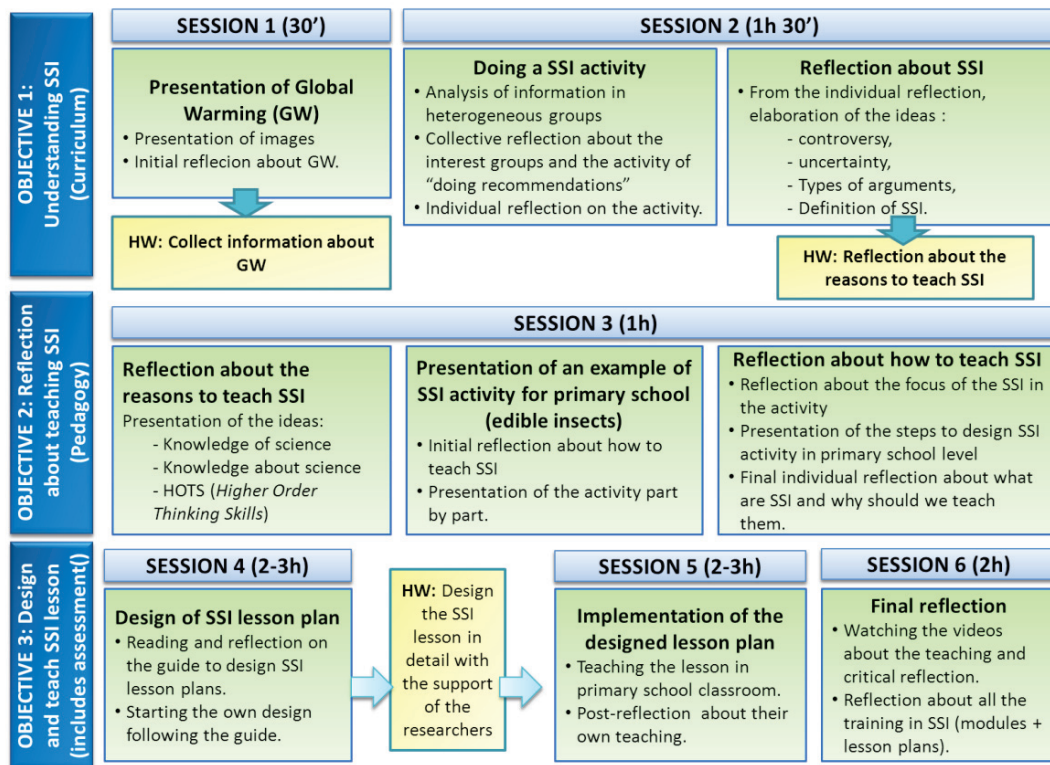 OBJECTIVE 1:
Understanding SSI
(Curriculum)
SESSION 1 (30’)
Presentation of Global
Warming (GW)
• Presentation of images
• Initial reflecion about GW.
HW: Collect information about
GW
SESSION 2 (1h 30’)
Doing a SSI activity
• Analysis of information in
heterogeneous groups
• Collective reflection about the
interest groups and the activity of
“doing recommendations”
• Individual reflection on the activity.
Reflection about SSI
• From the individual reflection,
elaboration of the ideas :
- controversy,
- uncertainty,
- Types of arguments,
- Definition of SSI.
HW: Reflection about the
reasons to teach SSI
OBJECTIVE 2: Reflection
about teaching SSI
(Pedagogy)
SESSION 3 (1h)
Reflection about the
reasons to teach SSI
Presentation of the ideas:
- Knowledge of science
- Knowledge about science
- HOTS (Higher Order
Thinking Skills)
Presentation of an example of
SSI activity for primary school
(edible insects)
• Initial reflection about how to
teach SSI
• Presentation of the activity part
by part.
Reflection about how to teach SSI
• Reflection about the focus of the SSI in
the activity
• Presentation of the steps to design SSI
activity in primary school level
• Final individual reflection about what
are SSI and why should we teach
them.
OBJECTIVE 3: Design
and teach SSI lesson
(includes assessment()
SESSION 4 (2-3h)
Design of SSI lesson plan
• Reading and reflection on
the guide to design SSI
lesson plans.
• Starting the own design
following the guide.
HW: Design
the SSI
lesson in
detail with
the support
of the
researchers
SESSION 5 (2-3h)
Implementation of the
designed lesson plan
• Teaching the lesson in
primary school classroom.
• Post-reflection about their
own teaching.
SESSION 6 (2h)
Final reflection
• Watching the videos
about the teaching and
critical reflection.
• Reflection about all the
training in SSI (modules +
lesson plans).